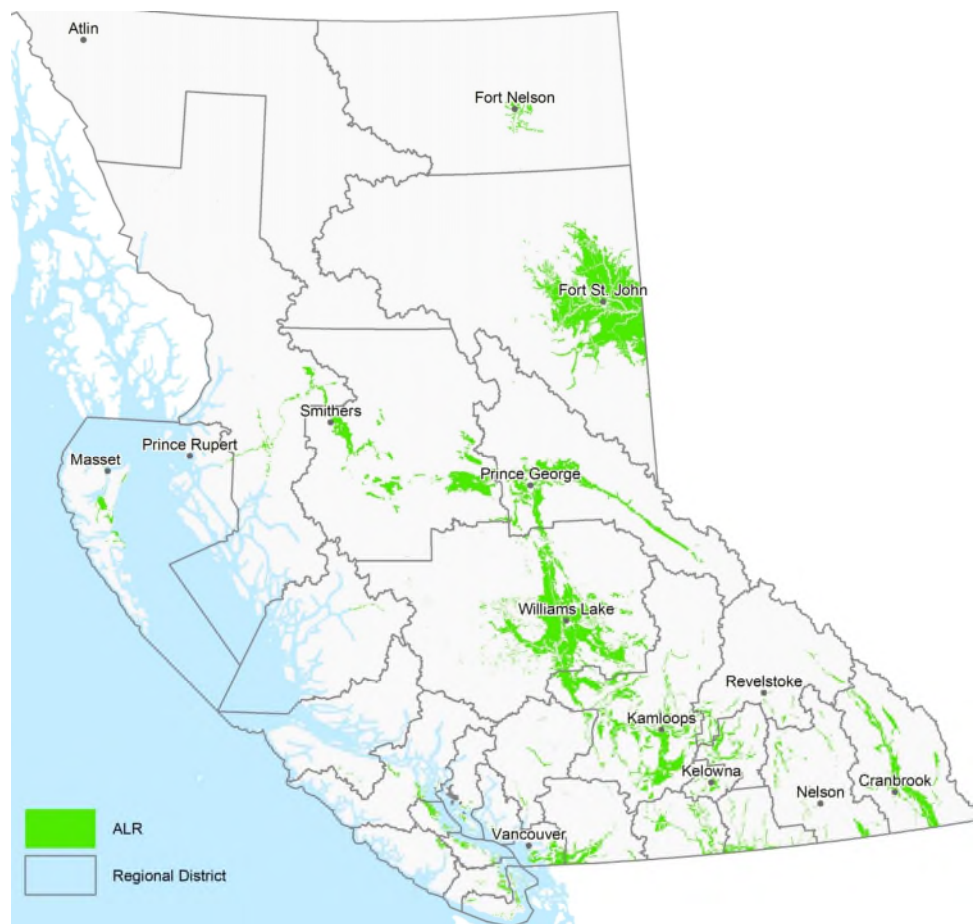 Atlin
Fort Nelson
Fort St. John
Smithers
Prince Rupert
Masset
Prince George
Williams Lake
Revelstoke
Kamloops
Kelowna
Cranbrook
Nelson
Vancouver
ALR
Regional District